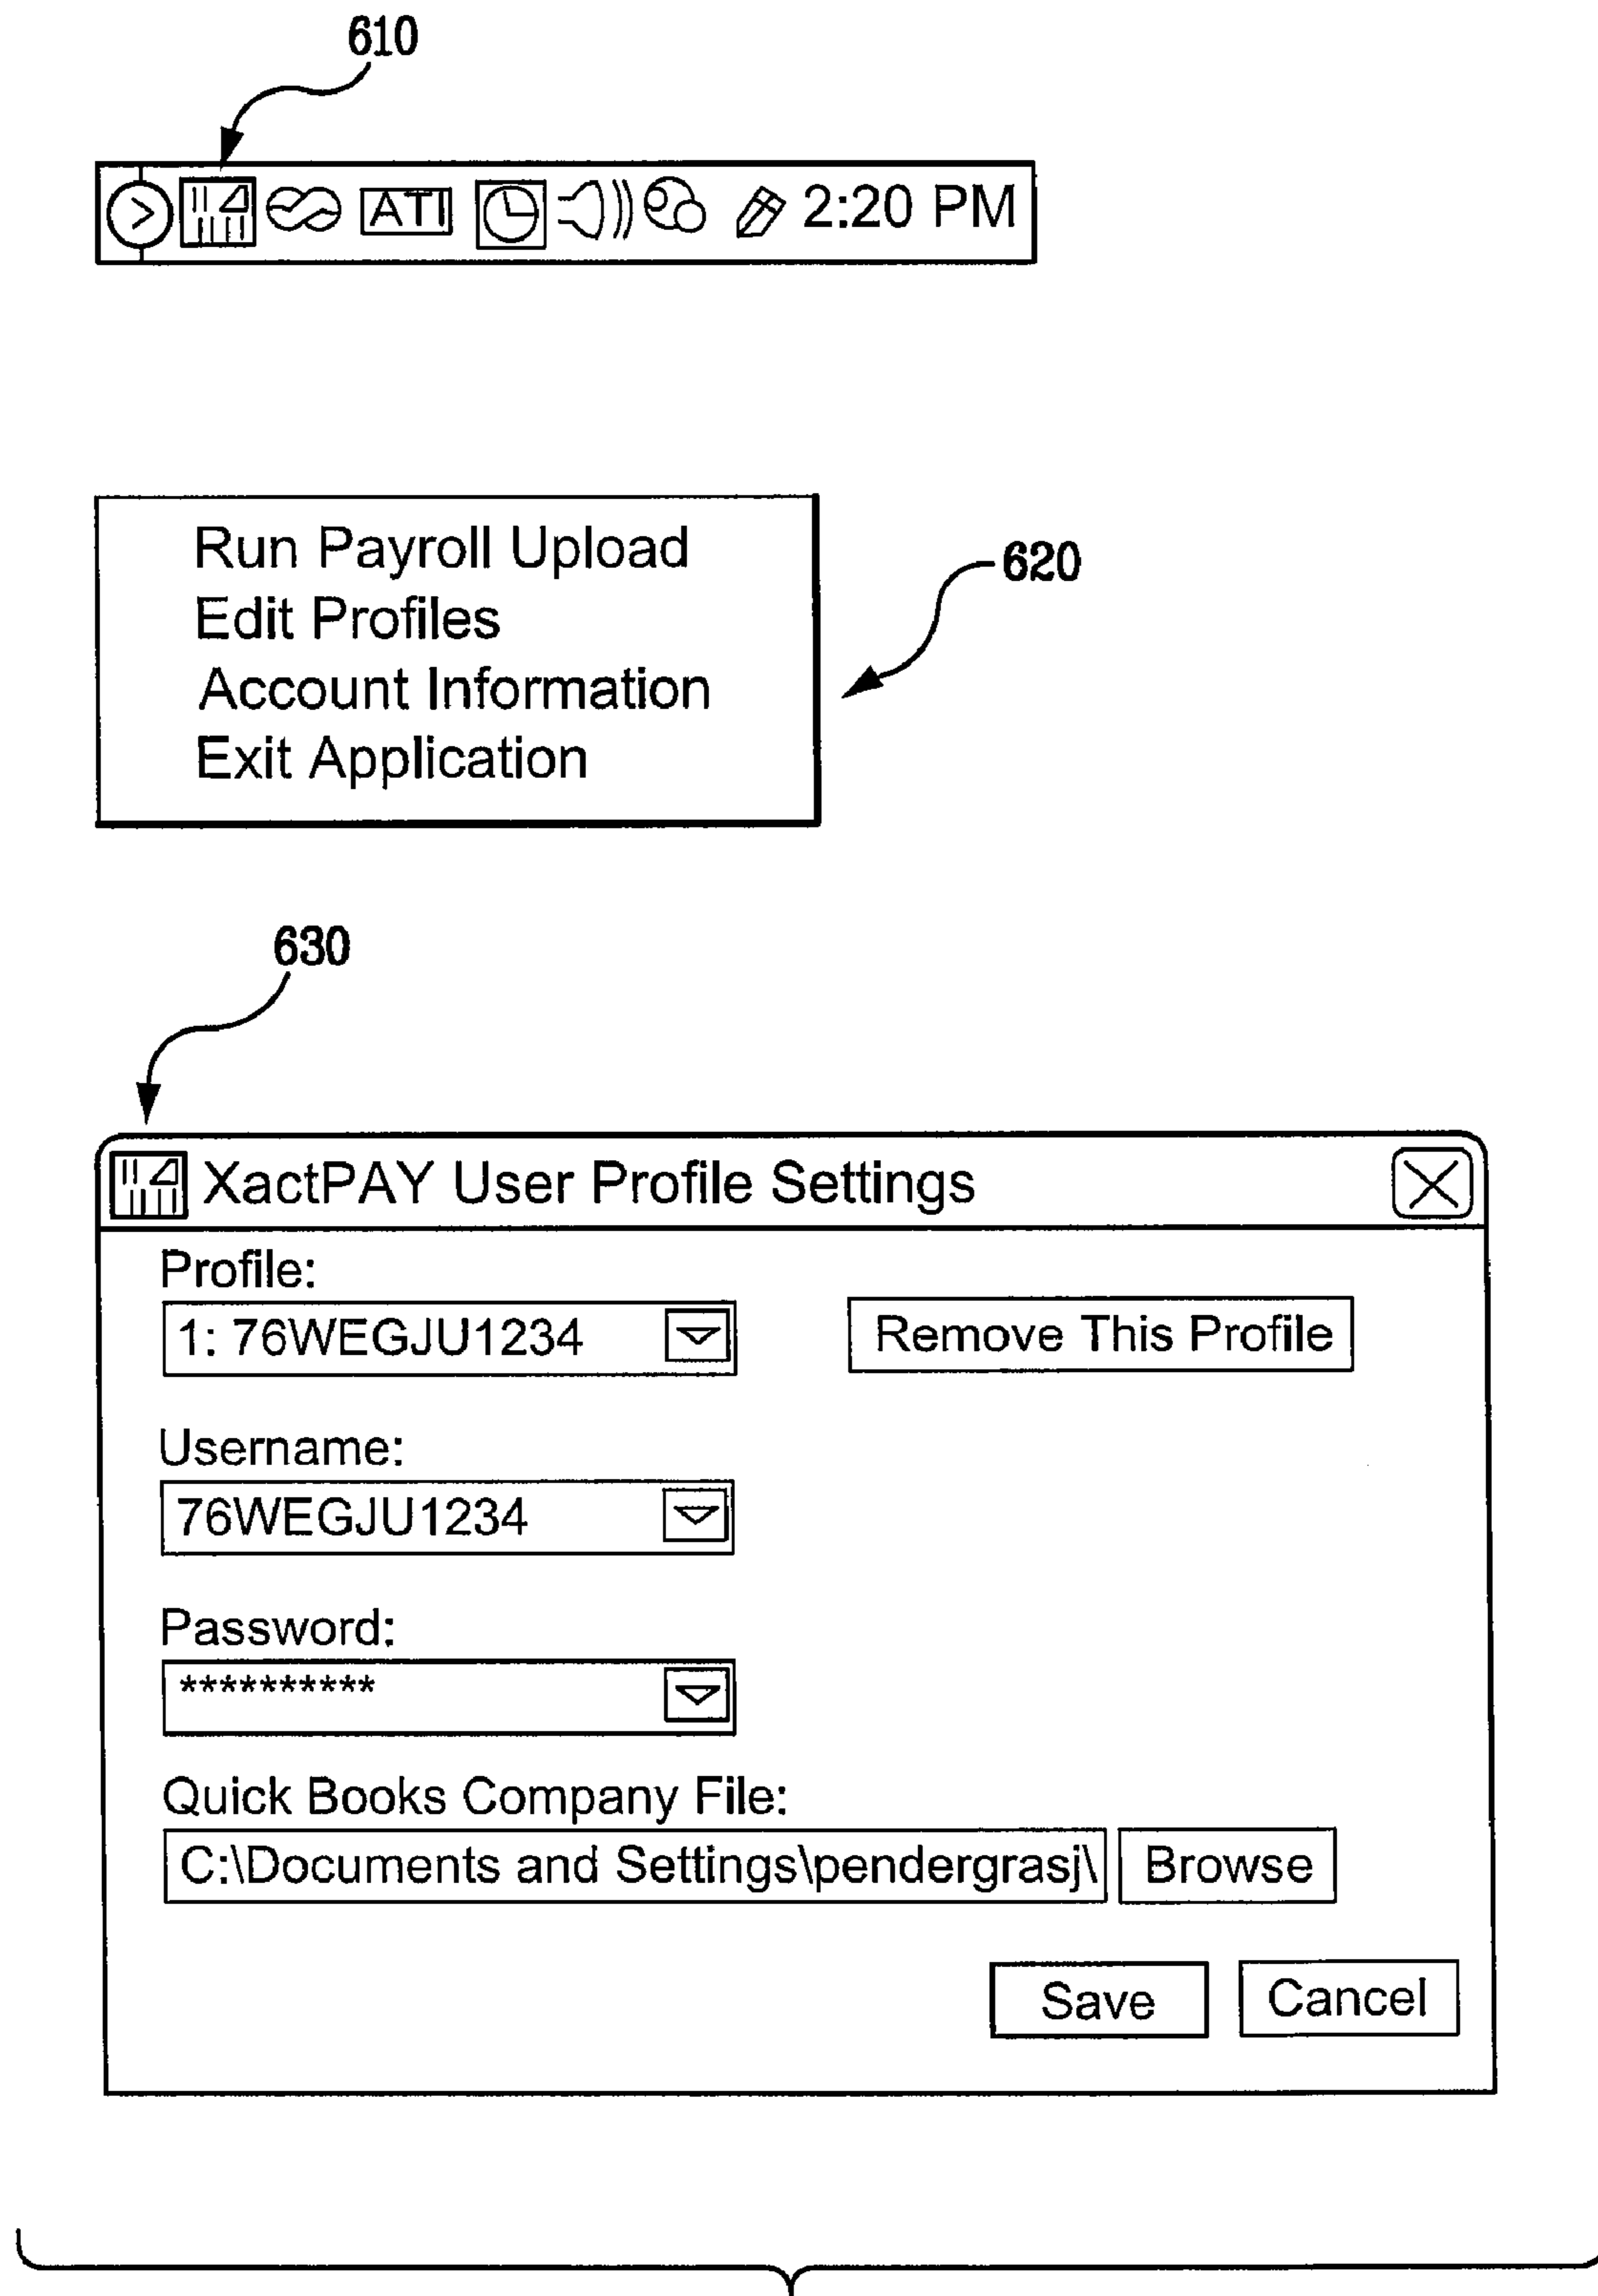 610
ATI 2:20 PM
Run Payroll Upload
Edit Profiles
Account Information
Exit Application
620
630
XactPAY User Profile Settings
Profile:
1: 76WEGJU1234
Remove This Profile
Username:
76WEGJU1234
Password:
**********
Quick Books Company File:
C:\Documents and Settings\pendergrasj\ Browse
Save Cancel